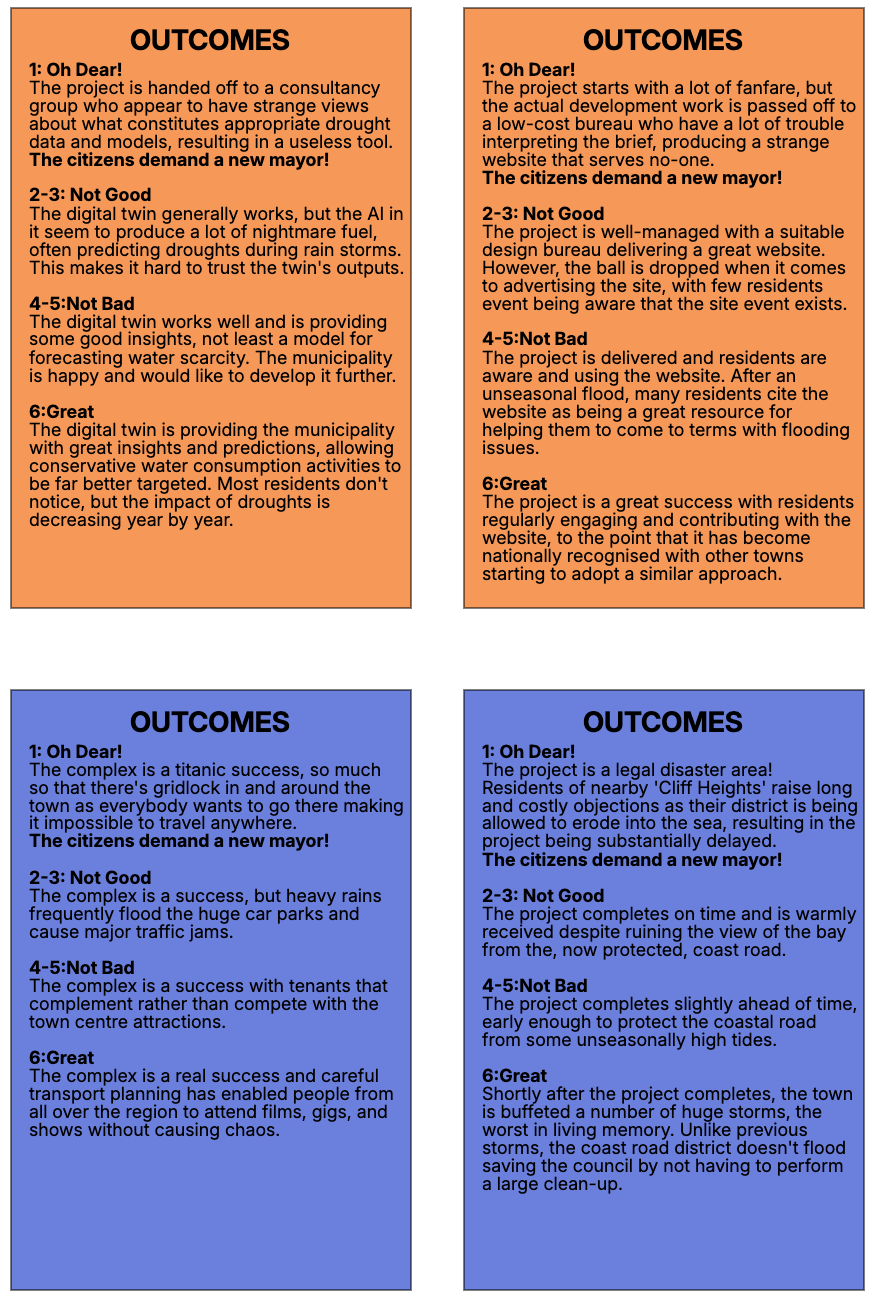 OUTCOMES
1: Oh Dear!
The project is handed off to a consultancy
group who appear to have strange views
about what constitutes appropriate drought
data and models, resulting in a useless tool.
The citizens demand a new mayor!
2-3: Not Good
The digital twin generally works, but the AI in
it seem to produce a lot of nightmare fuel,
often predicting droughts during rain storms.
This makes it hard to trust the twin's outputs.
4-5:Not Bad
The digital twin works well and is providing
some good insights, not least a model for
forecasting water scarcity. The municipality
is happy and would like to develop it further.
6:Great
The digital twin is providing the municipality
with great insights and predictions, allowing
conservative water consumption activities to
be far better targeted. Most residents don't
notice, but the impact of droughts is
decreasing year by year.
OUTCOMES
1: Oh Dear!
The project starts with a lot of fanfare, but
the actual development work is passed off to
a low-cost bureau who have a lot of trouble
interpreting the brief, producing a strange
website that serves no-one.
The citizens demand a new mayor!
2-3: Not Good
The project is well-managed with a suitable
design bureau delivering a great website.
However, the ball is dropped when it comes
to advertising the site, with few residents
event being aware that the site event exists.
4-5:Not Bad
The project is delivered and residents are
aware and using the website. After an
unseasonal flood, many residents cite the
website as being a great resource for
helping them to come to terms with flooding
issues.
6:Great
The project is a great success with residents
regularly engaging and contributing with the
website, to the point that it has become
nationally recognised with other towns
starting to adopt a similar approach.
OUTCOMES
1: Oh Dear!
The complex is a titanic success, so much
so that there's gridlock in and around the
town as everybody wants to go there making
it impossible to travel anywhere.
The citizens demand a new mayor!
2-3: Not Good
The complex is a success, but heavy rains
frequently flood the huge car parks and
cause major traffic jams.
4-5:Not Bad
The complex is a success with tenants that
complement rather than compete with the
town centre attractions.
6:Great
The complex is a real success and careful
transport planning has enabled people from
all over the region to attend films, gigs, and
shows without causing chaos.
OUTCOMES
1: Oh Dear!
The project is a legal disaster area!
Residents of nearby 'Cliff Heights' raise long
and costly objections as their district is being
allowed to erode into the sea, resulting in the
project being substantially delayed.
The citizens demand a new mayor!
2-3: Not Good
The project completes on time and is warmly
received despite ruining the view of the bay
from the, now protected, coast road.
4-5:Not Bad
The project completes slightly ahead of time,
early enough to protect the coastal road
from some unseasonally high tides.
6:Great
Shortly after the project completes, the town
is buffeted a number of huge storms, the
worst in living memory. Unlike previous
storms, the coast road district doesn't flood
saving the council by not having to perform
a large clean-up.